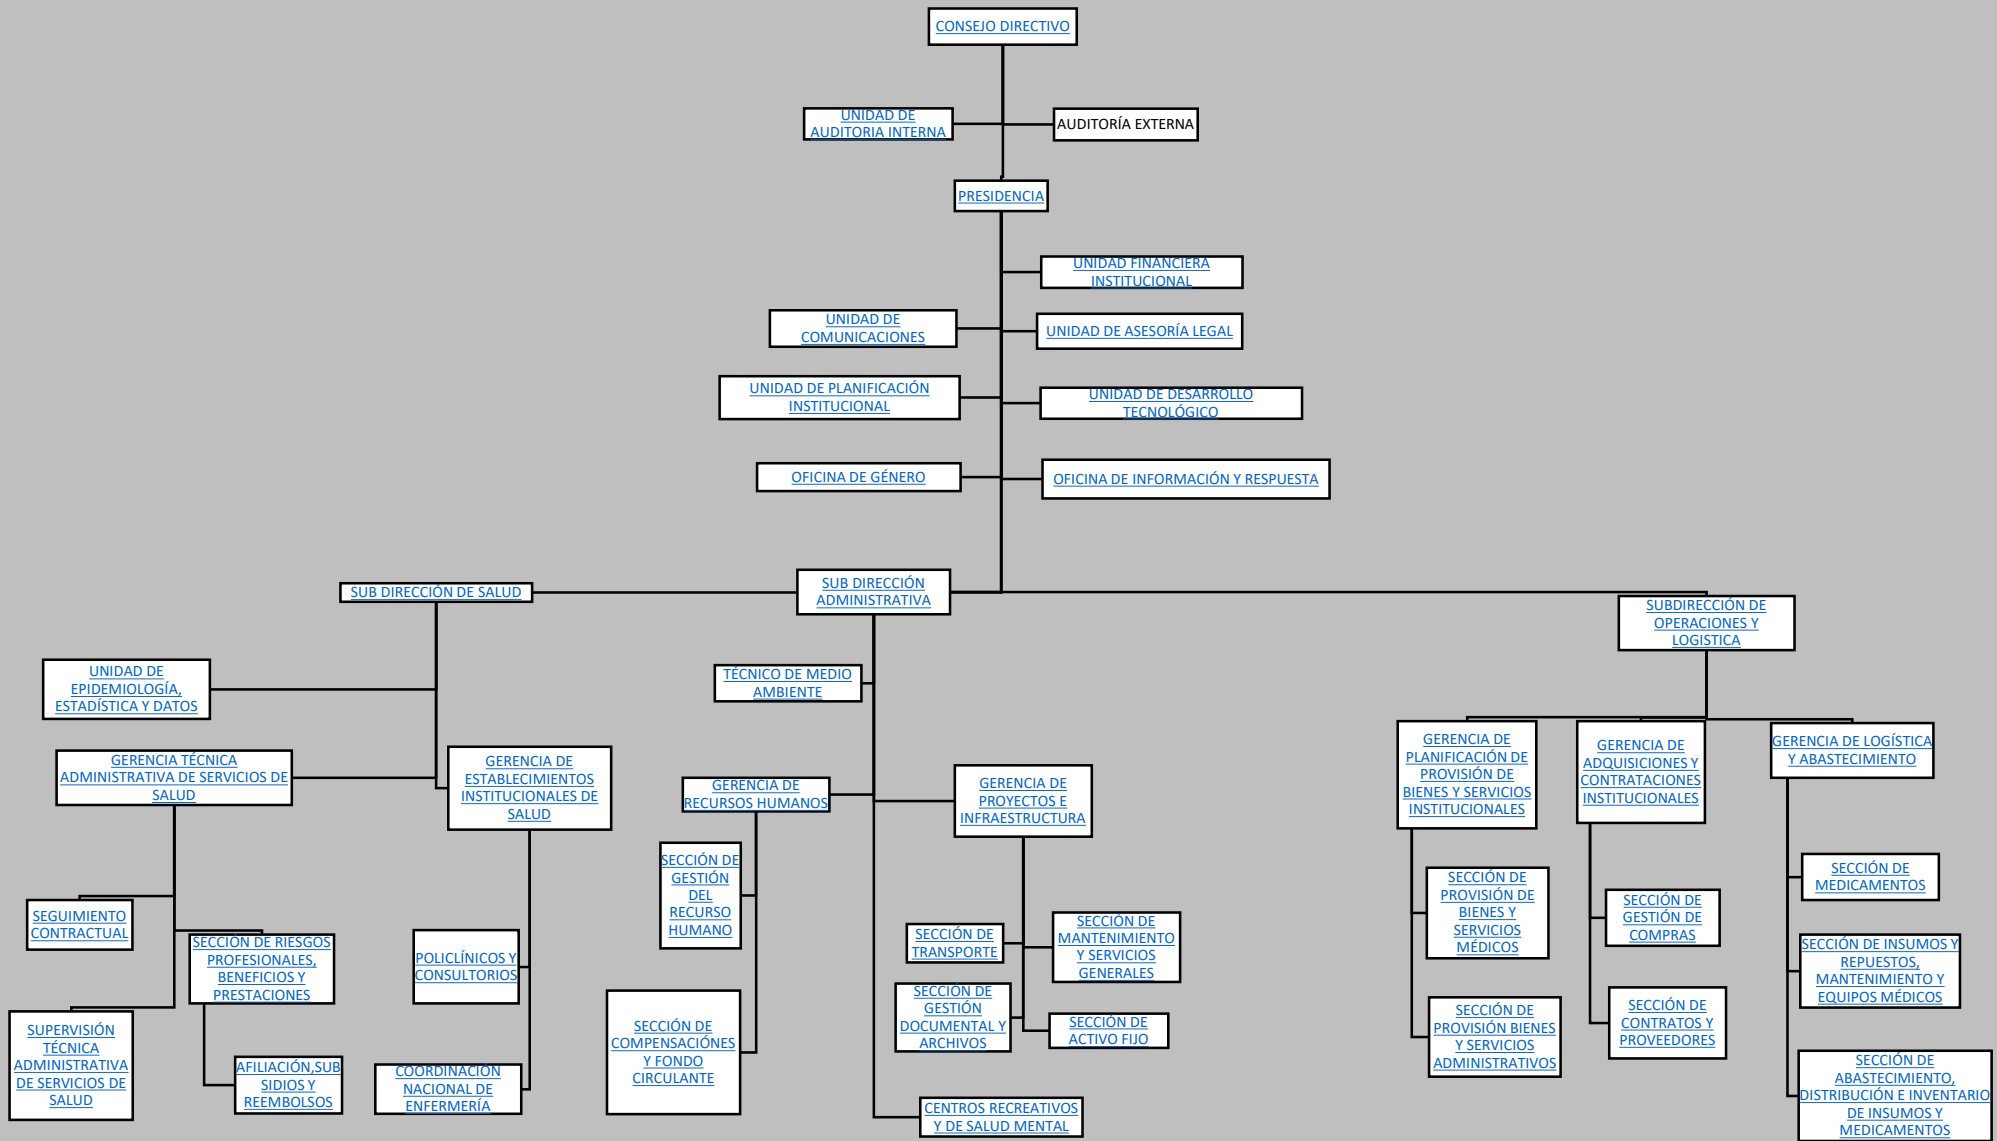 CONSEJO DIRECTIVO
UNIDAD DE
AUDITORIA INTERNA
AUDITORÍA EXTERNA
PRESIDENCIA
UNIDAD FINANCIERA
INSTITUCIONAL
UNIDAD DE
COMUNICACIONES
UNIDAD DE ASESORÍA LEGAL
UNIDAD DE PLANIFICACIÓN
INSTITUCIONAL
UNIDAD DE DESARROLLO
TECNOLÓGICO
OFICINA DE GÉNERO
OFICINA DE INFORMACIÓN Y RESPUESTA
SUB DIRECCIÓN DE SALUD
SUB DIRECCIÓN
ADMINISTRATIVA
SUBDIRECCIÓN DE
OPERACIONES Y
LOGISTICA
UNIDAD DE
EPIDEMIOLOGÍA,
ESTADÍSTICA Y DATOS
TÉCNICO DE MEDIO
AMBIENTE
GERENCIA TÉCNICA
ADMINISTRATIVA DE SERVICIOS DE
SALUD
GERENCIA DE
ESTABLECIMIENTOS
INSTITUCIONALES DE
SALUD
GERENCIA DE
RECURSOS HUMANOS
GERENCIA DE
PROYECTOS E
INFRAESTRUCTURA
GERENCIA DE
PLANIFICACIÓN DE
PROVISIÓN DE
BIENES Y SERVICIOS
INSTITUCIONALES
GERENCIA DE
ADQUISICIONES Y
CONTRATACIONES
INSTITUCIONALES
GERENCIA DE LOGÍSTICA
Y ABASTECIMIENTO
SEGUIMIENTO
CONTRACTUAL
SECCIÓN DE RIESGOS
PROFESIONALES,
BENEFICIOS Y
PRESTACIONES
POLICLÍNICOS Y
CONSULTORIOS
SECCIÓN DE
GESTIÓN
DEL
RECURSO
HUMANO
SECCIÓN DE
TRANSPORTE
SECCIÓN DE
MANTENIMIENTO
Y SERVICIOS
GENERALES
SECCIÓN DE
PROVISIÓN DE
BIENES Y
SERVICIOS
MÉDICOS
SECCIÓN DE
GESTIÓN DE
COMPRAS
SECCIÓN DE
MEDICAMENTOS
SECCIÓN DE INSUMOS Y
REPUESTOS,
MANTENIMIENTO Y
EQUIPOS MÉDICOS
SUPERVISIÓN
TÉCNICA
ADMINISTRATIVA
DE SERVICIOS DE
SALUD
AFILIACIÓN,SUB
SIDIOS Y
REEMBOLSOS
COORDINACIÓN
NACIONAL DE
ENFERMERÍA
SECCIÓN DE
COMPENSACIÓNES
Y FONDO
CIRCULANTE
SECCIÓN DE
GESTIÓN
DOCUMENTAL Y
ARCHIVOS
SECCIÓN DE
ACTIVO FIJO
CENTROS RECREATIVOS
Y DE SALUD MENTAL
SECCIÓN DE
PROVISIÓN BIENES
Y SERVICIOS
ADMINISTRATIVOS
SECCIÓN DE
CONTRATOS Y
PROVEEDORES
SECCIÓN DE
ABASTECIMIENTO,
DISTRIBUCIÓN E INVENTARIO
DE INSUMOS Y
MEDICAMENTOS